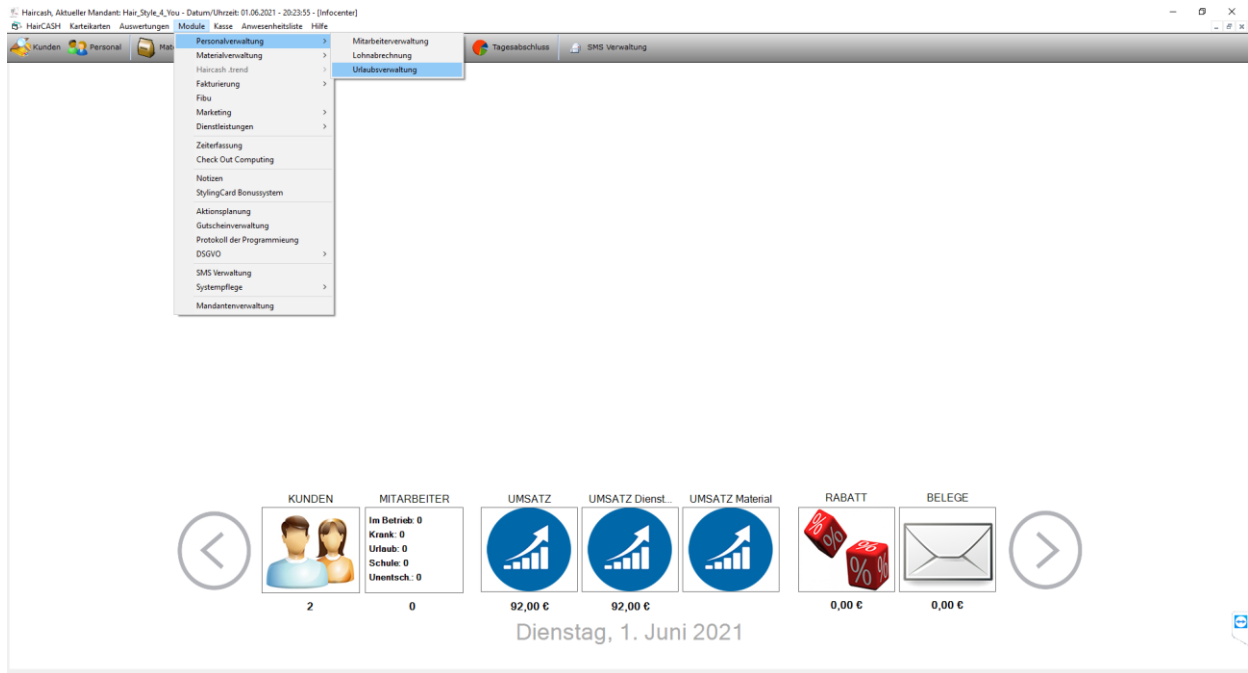 Haircash, Aktueller Mandant: Hair_Style_4_You - Datum/Uhrzeit: 01.06.2021 - 20:23:55 - [Infocenter]
HairCASH Karteikarten Auswertungen Module Kasse Anwesenheitsliste Hilfe
Kunden Personal Mate Tagesabschluss SMS Verwaltung
Personalverwaltung
Materialverwaltung
Haircash .trend
Fakturierung
Fibu
Marketing
Dienstleistungen
Zeiterfassung
Check Out Computing
Notizen
StylingCard Bonussystem
Aktionsplanung
Gutscheinverwaltung
Protokoll der Programmieung
DSGVO
SMS Verwaltung
Systempflege
Mandantenverwaltung
Mitarbeiterverwaltung
Lohnabrechnung
Urlaubsverwaltung
KUNDEN MITARBEITER UMSATZ UMSATZ Dienst... UMSATZ Material RABATT BELEGE
Im Betrieb: 0
Krank: 0
Urlaub: 0
Schule: 0
Unentsch.: 0
% % % % %
2 0 92,00 € 92,00 € 0,00 € 0,00 €
Dienstag, 1. Juni 2021